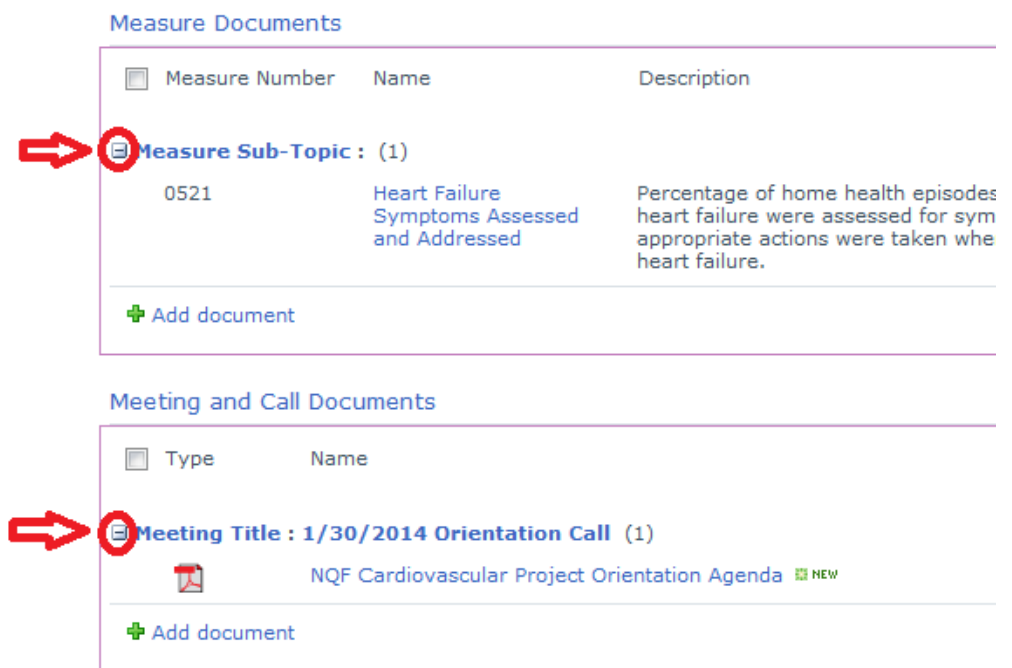 Measure Documents
Measure Number Name Description
Measure Sub-Topic : (1)
0521 Heart Failure Percentage of home health episodes
Symptoms Assessed heart failure were assessed for sym
and Addressed appropriate actions were taken whe
heart failure.
Add document
Meeting and Call Documents
Type Name
Meeting Title : 1/30/2014 Orientation Call (1)
NQF Cardiovascular Project Orientation Agenda NEW
Add document